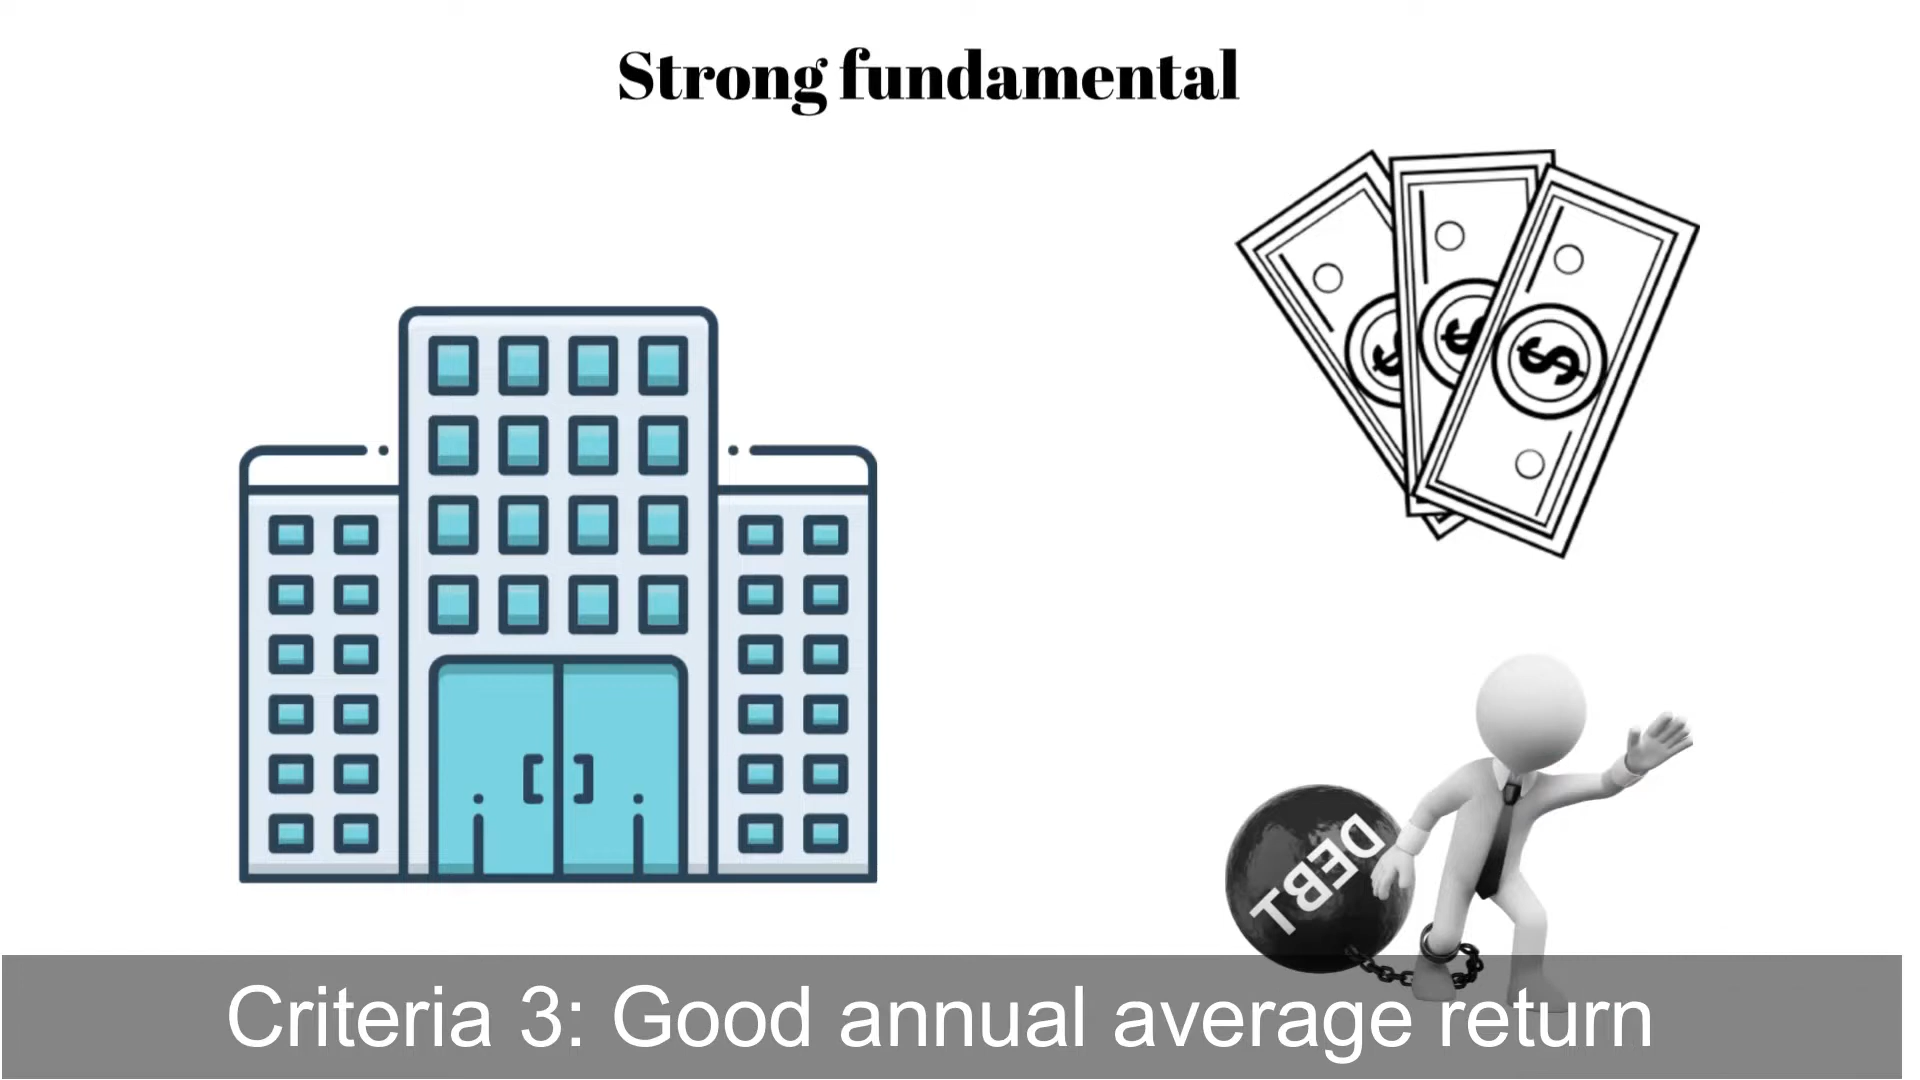 Strong fundamental
$ $ $
DEBT
Criteria 3: Good annual average return